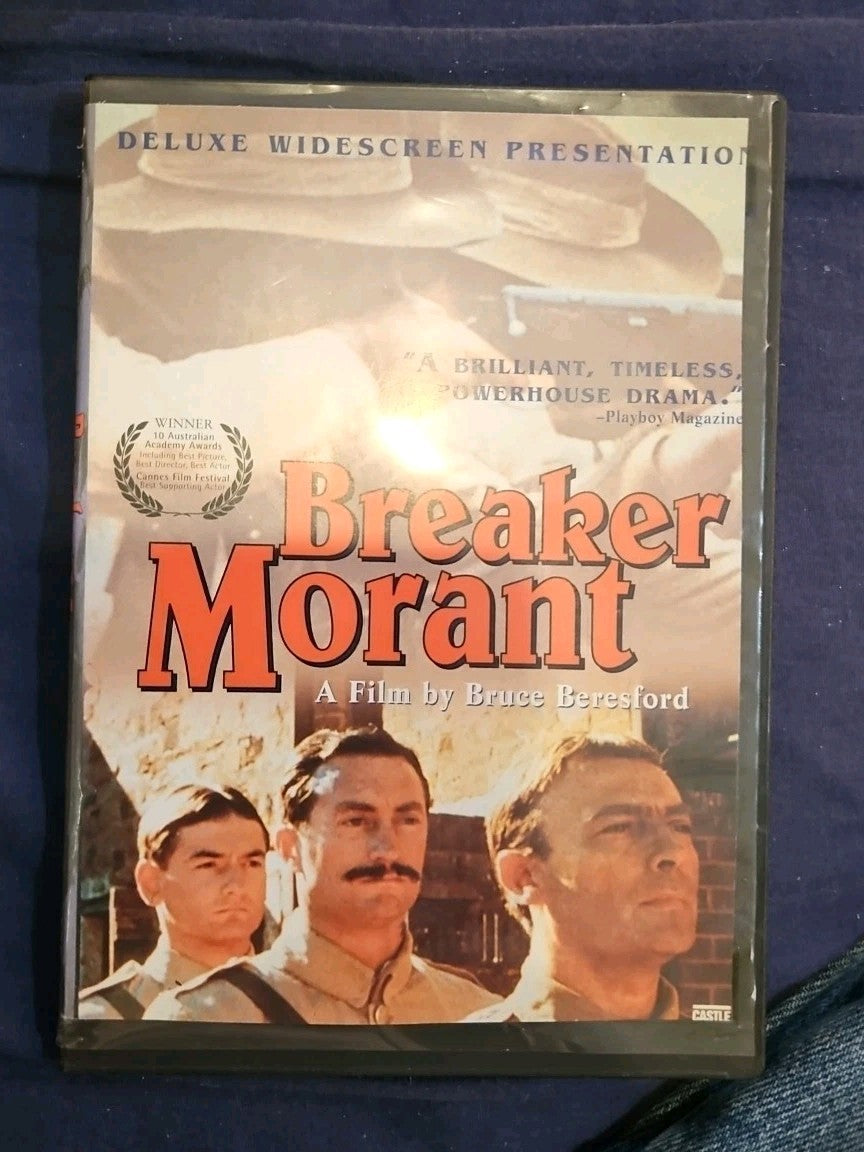 DELUXE WIDESCREEN PRESENTATION
"A BRILLIANT, TIMELESS,
POWERHOUSE DRAMA."
–Playboy Magazine
WINNER
10 Australian
Academy Awards
Including Best Picture,
Best Director, Best Actor
Cannes Film Festival
Best Supporting Actor
Breaker
Morant
A Film by Bruce Beresford
CASTLE